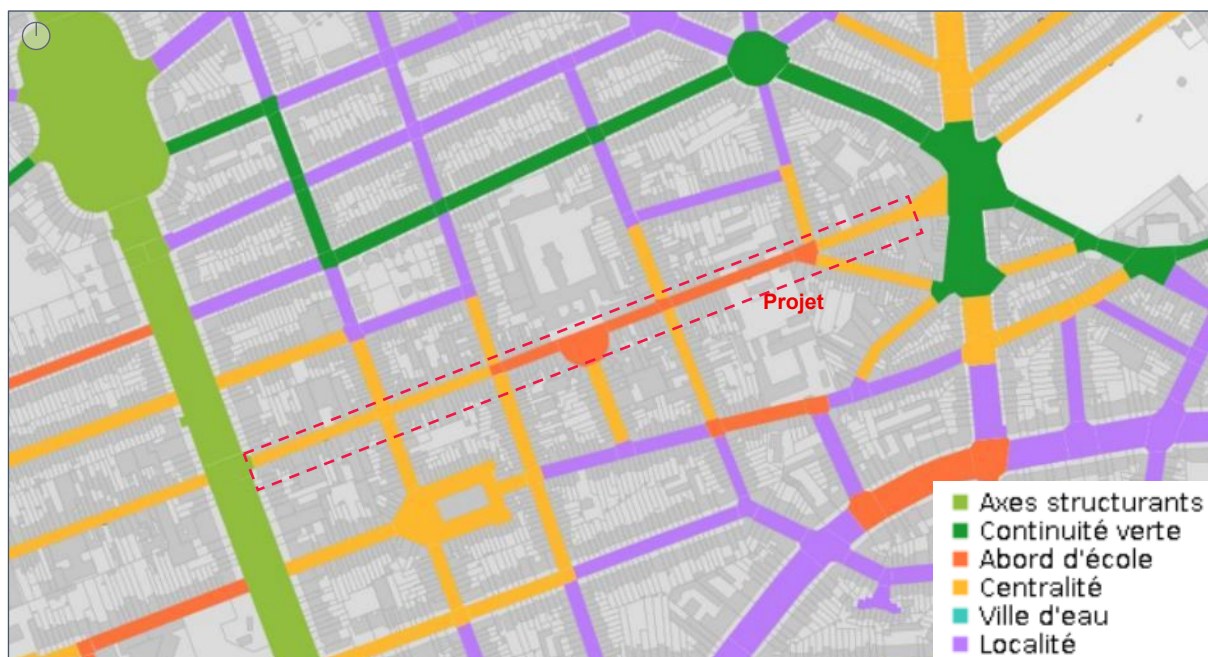 Projet
Axes structurants
Continuité verte
Abord d'école
Centralité
Ville d'eau
Localité